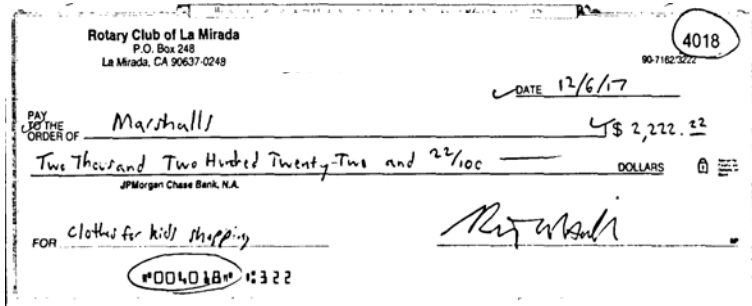 Rotary Club of La Mirada
P.O. Box 248
La Mirada, CA 90637-0248
4018
90-7162/3222
DATE 12/6/17
PAY TO THE ORDER OF Marshalls $ 2,222.22
Two Thousand Two Hundred Twenty-Two and 22/100 DOLLARS
JPMorgan Chase Bank, N.A.
FOR Clothes for kids shopping
⑈004018⑈ ⑆322